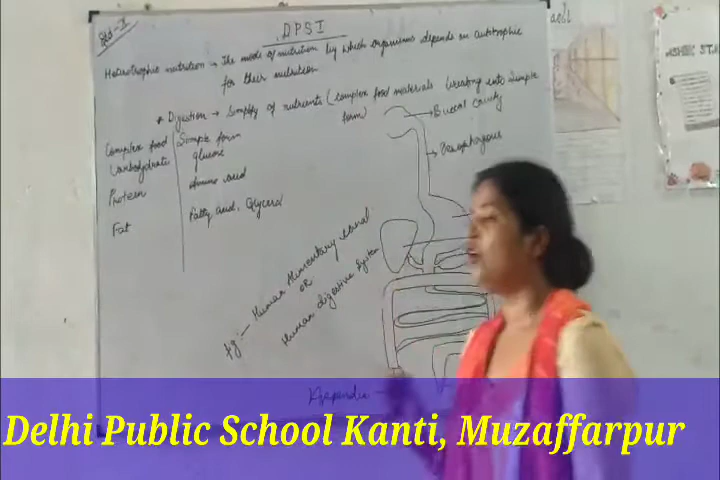 Std - X
DPSI
Heterotrophic nutrition → The mode of nutrition by which organisms depends on autotrophic
for their nutrition
* Digestion → Simplify of nutrients (complex food materials breaking into simple
form)
Complex food Simple form
Carbohydrate glucose
Protein Amino acid
Fat Fatty acid, Glycerol
Buccal cavity
Fig:- Human Alimentary canal
OR
Human digestive system
Delhi Public School Kanti, Muzaffarpur